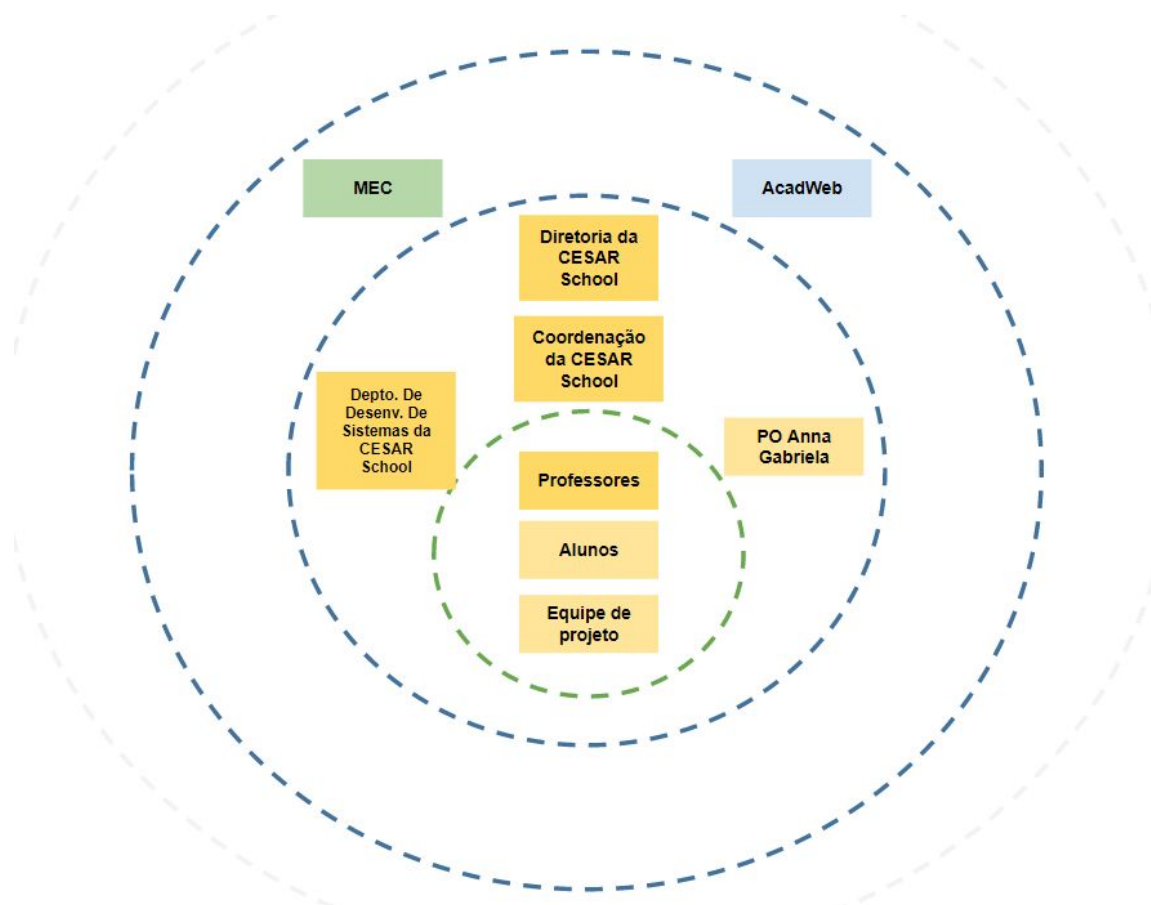 MEC
AcadWeb
Diretoria da
CESAR
School
Coordenação
da CESAR
School
Depto. De
Desenv. De
Sistemas da
CESAR
School
PO Anna
Gabriela
Professores
Alunos
Equipe de
projeto